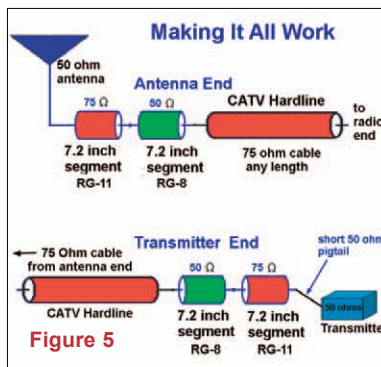 Making It All Work
50 ohm
antenna
Antenna End
75 Ω
50 Ω
CATV Hardline
to
radio
end
7.2 inch
segment
RG-11
7.2 inch
segment
RG-8
75 ohm cable
any length
75 Ohm cable
from antenna end
Transmitter End
short 50 ohm
pigtail
50 Ω
75 Ω
50 ohms
CATV Hardline
7.2 inch
segment
RG-8
7.2 inch
segment
RG-11
Transmitter
Figure 5